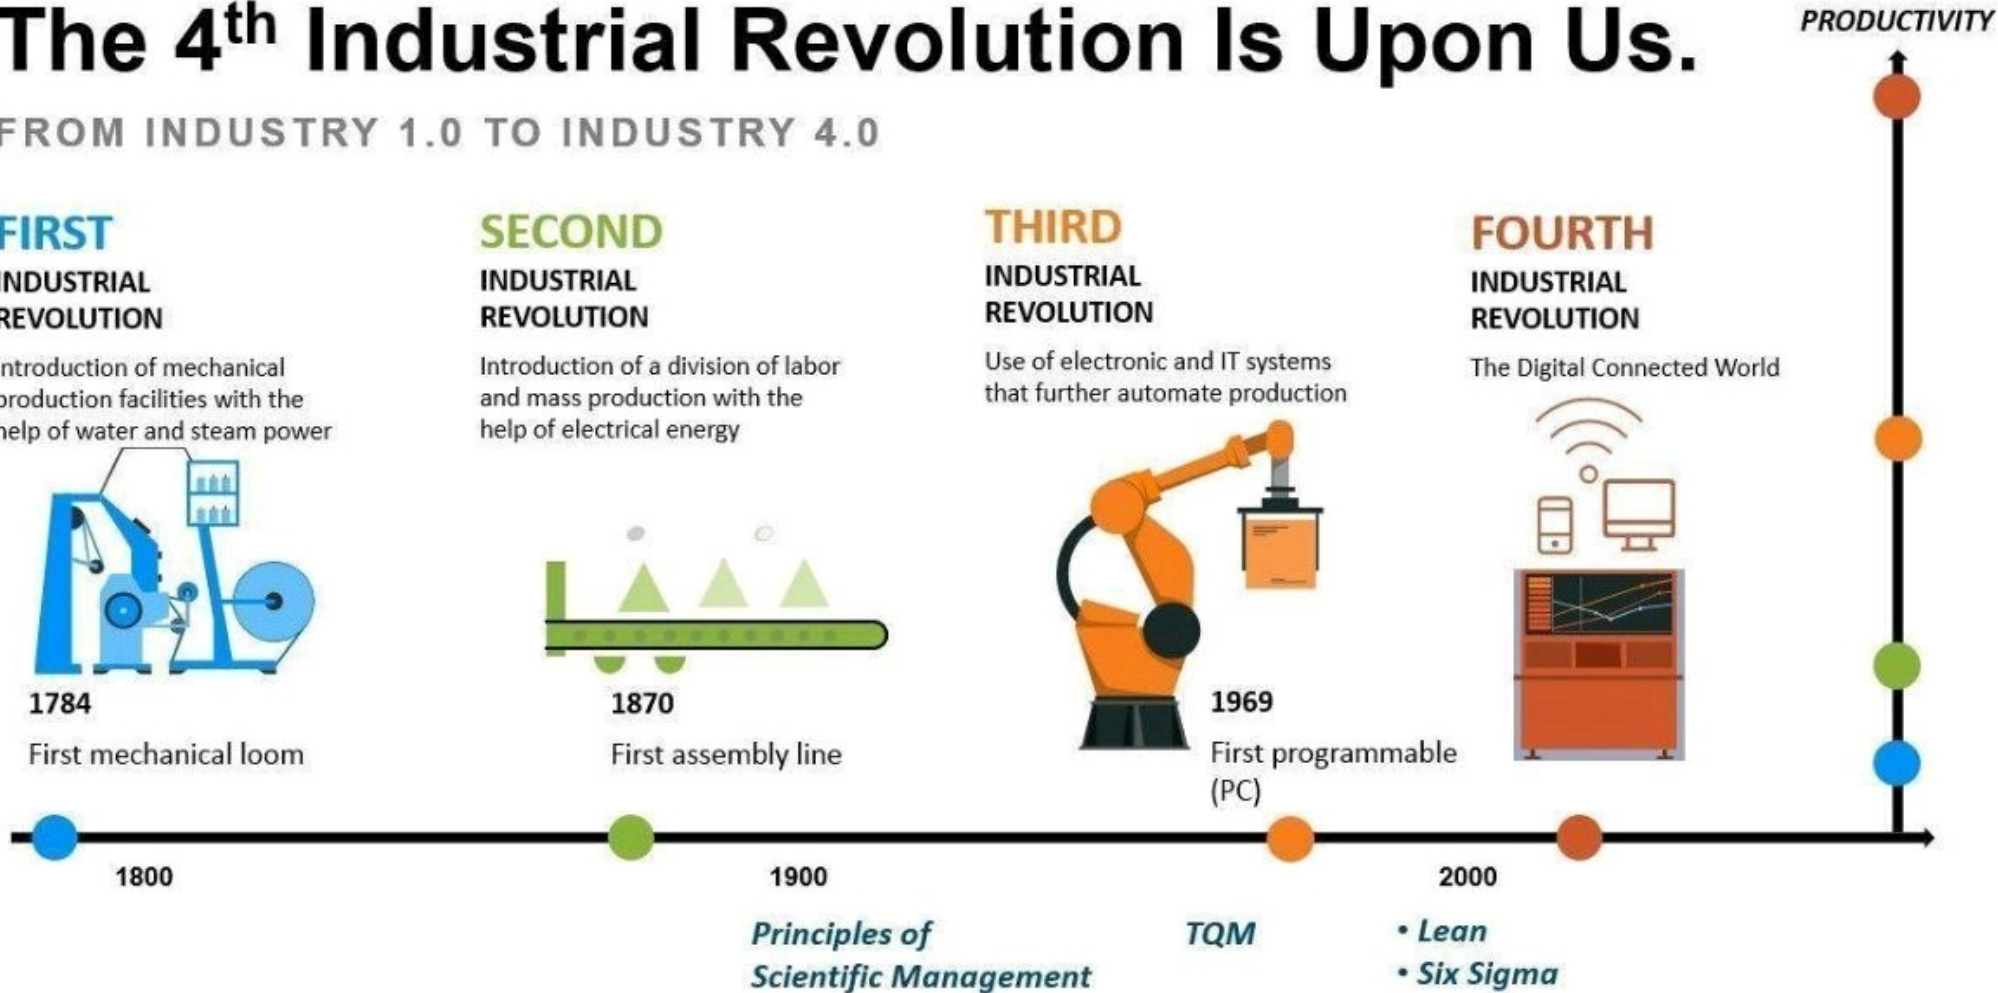 The 4th Industrial Revolution Is Upon Us.
PRODUCTIVITY
FROM INDUSTRY 1.0 TO INDUSTRY 4.0
FIRST
INDUSTRIAL
REVOLUTION
ntroduction of mechanical
production facilities with the
help of water and steam power
1784
First mechanical loom
SECOND
INDUSTRIAL
REVOLUTION
Introduction of a division of labor
and mass production with the
help of electrical energy
1870
First assembly line
THIRD
INDUSTRIAL
REVOLUTION
Use of electronic and IT systems
that further automate production
1969
First programmable
(PC)
FOURTH
INDUSTRIAL
REVOLUTION
The Digital Connected World
1800
1900
2000
Principles of
Scientific Management
TQM
• Lean
• Six Sigma